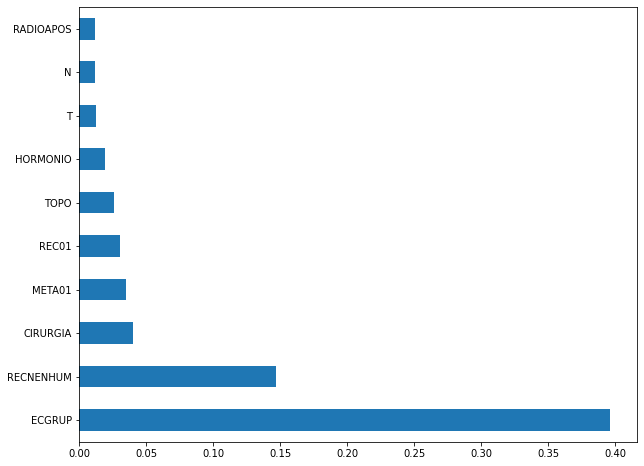 RADIOAPOS
N
T
HORMONIO
TOPO
REC01
META01
CIRURGIA
RECNENHUM
ECGRUP
0.00 0.05 0.10 0.15 0.20 0.25 0.30 0.35 0.40